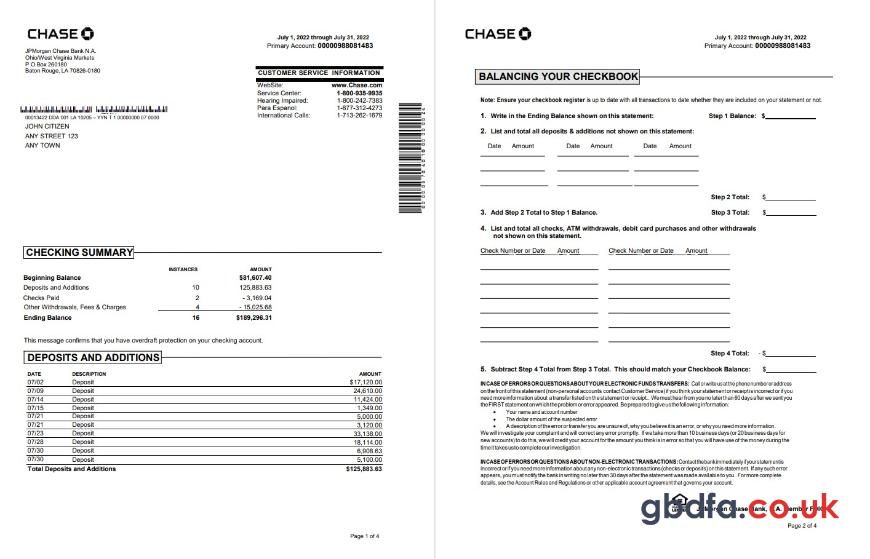 CHASE
July 1, 2022 through July 31, 2022
Primary Account: 00000988081483
JPMorgan Chase Bank N.A.
Ohio/West Virginia Markets
P O Box 260180
Baton Rouge, LA 70826-0180
CUSTOMER SERVICE INFORMATION
WebSite: www.Chase.com
Service Center: 1-800-935-9935
Hearing Impaired: 1-800-242-7383
Para Espanol: 1-877-312-4273
International Calls: 1-713-262-1679
JOHN CITIZEN
ANY STREET 123
ANY TOWN
CHECKING SUMMARY
INSTANCES AMOUNT
Beginning Balance $81,607.40
Deposits and Additions 10 125,883.63
Checks Paid 2 - 3,169.04
Other Withdrawals, Fees & Charges 4 - 15,025.68
Ending Balance 16 $189,296.31
This message confirms that you have overdraft protection on your checking account.
DEPOSITS AND ADDITIONS
DATE DESCRIPTION AMOUNT
07/02 Deposit $17,120.00
07/09 Deposit 24,610.00
07/14 Deposit 11,424.00
07/15 Deposit 1,349.00
07/21 Deposit 5,000.00
07/21 Deposit 3,120.00
07/23 Deposit 33,138.00
07/28 Deposit 18,114.00
07/30 Deposit 6,908.63
07/30 Deposit 5,100.00
Total Deposits and Additions $125,883.63
Page 1 of 4
CHASE
July 1, 2022 through July 31, 2022
Primary Account: 00000988081483
BALANCING YOUR CHECKBOOK
Note: Ensure your checkbook register is up to date with all transactions to date whether they are included on your statement or not.
1. Write in the Ending Balance shown on this statement: Step 1 Balance: $
2. List and total all deposits & additions not shown on this statement:
Date Amount Date Amount Date Amount
Step 2 Total: $
3. Add Step 2 Total to Step 1 Balance. Step 3 Total: $
4. List and total all checks, ATM withdrawals, debit card purchases and other withdrawals
not shown on this statement.
Check Number or Date Amount Check Number or Date Amount
Step 4 Total: - $
5. Subtract Step 4 Total from Step 3 Total. This should match your Checkbook Balance: $
IN CASE OF ERRORS OR QUESTIONS ABOUT YOUR ELECTRONIC FUNDS TRANSFERS: Call or write us at the phone number or address
on the front of this statement (non-personal accounts contact Customer Service) if you think your statement or receipt is incorrect or if you
need more information about a transfer listed on the statement or receipt. We must hear from you no later than 60 days after we sent you
the FIRST statement on which the problem or error appeared. Be prepared to give us the following information:
• Your name and account number
• The dollar amount of the suspected error
• A description of the error or transfer you are unsure of, why you believe it is an error, or why you need more information.
We will investigate your complaint and will correct any error promptly. If we take more than 10 business days (or 20 business days for
new accounts) to do this, we will credit your account for the amount you think is in error so that you will have use of the money during the
time it takes us to complete our investigation.
IN CASE OF ERRORS OR QUESTIONS ABOUT NON-ELECTRONIC TRANSACTIONS: Contact the bank immediately if your statement is
incorrect or if you need more information about any non-electronic transactions (checks or deposits) on this statement. If any such error
appears, you must notify the bank in writing no later than 30 days after the statement was made available to you. For more complete
details, see the Account Rules and Regulations or other applicable account agreement that governs your account.
JPMorgan Chase Bank, N.A. Member FDIC
gbdfa.co.uk
Page 2 of 4